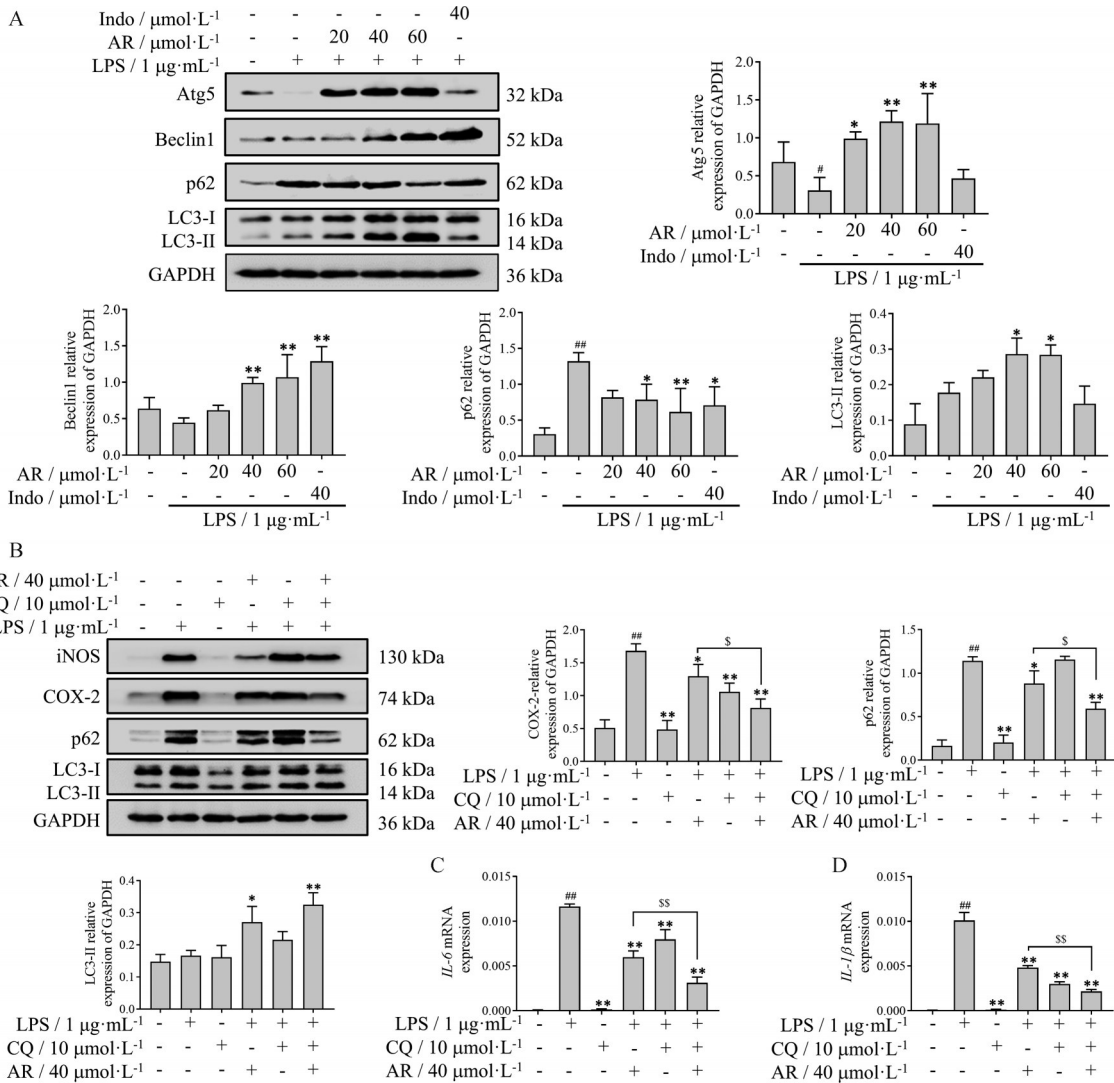 A
Indo / μmol·L-1 - - - - - 40
AR / μmol·L-1 - - 20 40 60 -
LPS / 1 μg·mL-1 - + + + + +
Atg5 32 kDa
Beclin1 52 kDa
p62 62 kDa
LC3-I 16 kDa
LC3-II 14 kDa
GAPDH 36 kDa
Atg5 relative
expression of GAPDH
2.0
1.5
1.0
0.5
0.0
# * ** **
AR / μmol·L-1 - - 20 40 60 -
Indo / μmol·L-1 - - - - - 40
LPS / 1 μg·mL-1
Beclin1 relative
expression of GAPDH
2.0
1.5
1.0
0.5
0.0
** ** **
AR / μmol·L-1 - - 20 40 60 -
Indo / μmol·L-1 - - - - - 40
LPS / 1 μg·mL-1
p62 relative
expression of GAPDH
2.0
1.5
1.0
0.5
0.0
## * ** *
AR / μmol·L-1 - - 20 40 60 -
Indo / μmol·L-1 - - - - - 40
LPS / 1 μg·mL-1
LC3-II relative
expression of GAPDH
0.4
0.3
0.2
0.1
0.0
* *
AR / μmol·L-1 - - 20 40 60 -
Indo / μmol·L-1 - - - - - 40
LPS / 1 μg·mL-1
B
R / 40 μmol·L-1 - - - + - +
Q / 10 μmol·L-1 - - + - + +
LPS / 1 μg·mL-1 - + - + + +
iNOS 130 kDa
COX-2 74 kDa
p62 62 kDa
LC3-I 16 kDa
LC3-II 14 kDa
GAPDH 36 kDa
COX-2-relative
expression of GAPDH
2.0
1.5
1.0
0.5
0.0
## ** * ** ** $
LPS / 1 μg·mL-1 - + - + + +
CQ / 10 μmol·L-1 - - + - + +
AR / 40 μmol·L-1 - - - + - +
p62 relative
expression of GAPDH
1.5
1.0
0.5
0.0
## ** * ** $
LPS / 1 μg·mL-1 - + - + + +
CQ / 10 μmol·L-1 - - + - + +
AR / 40 μmol·L-1 - - - + - +
LC3-II relative
expression of GAPDH
0.4
0.3
0.2
0.1
0.0
* **
LPS / 1 μg·mL-1 - + - + + +
CQ / 10 μmol·L-1 - - + - + +
AR / 40 μmol·L-1 - - - + - +
C
IL-6 mRNA
expression
0.015
0.010
0.005
0.000
## ** ** ** ** $$
LPS / 1 μg·mL-1 - + - + + +
CQ / 10 μmol·L-1 - - + - + +
AR / 40 μmol·L-1 - - - + - +
D
IL-1β mRNA
expression
0.015
0.010
0.005
0.000
## ** ** ** ** $$
LPS / 1 μg·mL-1 - + - + + +
CQ / 10 μmol·L-1 - - + - + +
AR / 40 μmol·L-1 - - - + - +